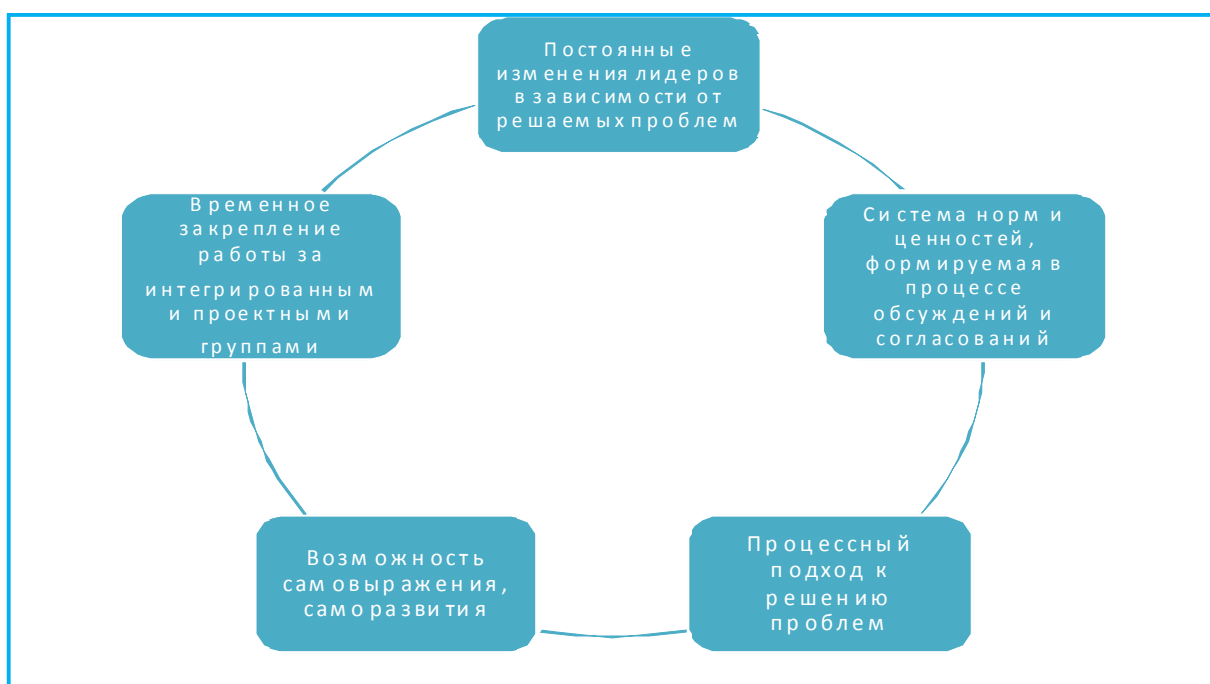 Постоянные
изменения лидеров
в зависимости от
решаемых проблем
Система норм и
ценностей,
формируемая в
процессе
обсуждений и
согласований
Процессный
подход к
решению
проблем
Возможность
самовыражения,
саморазвития
Временное
закрепление
работы за
интегрированным
и проектными
группами